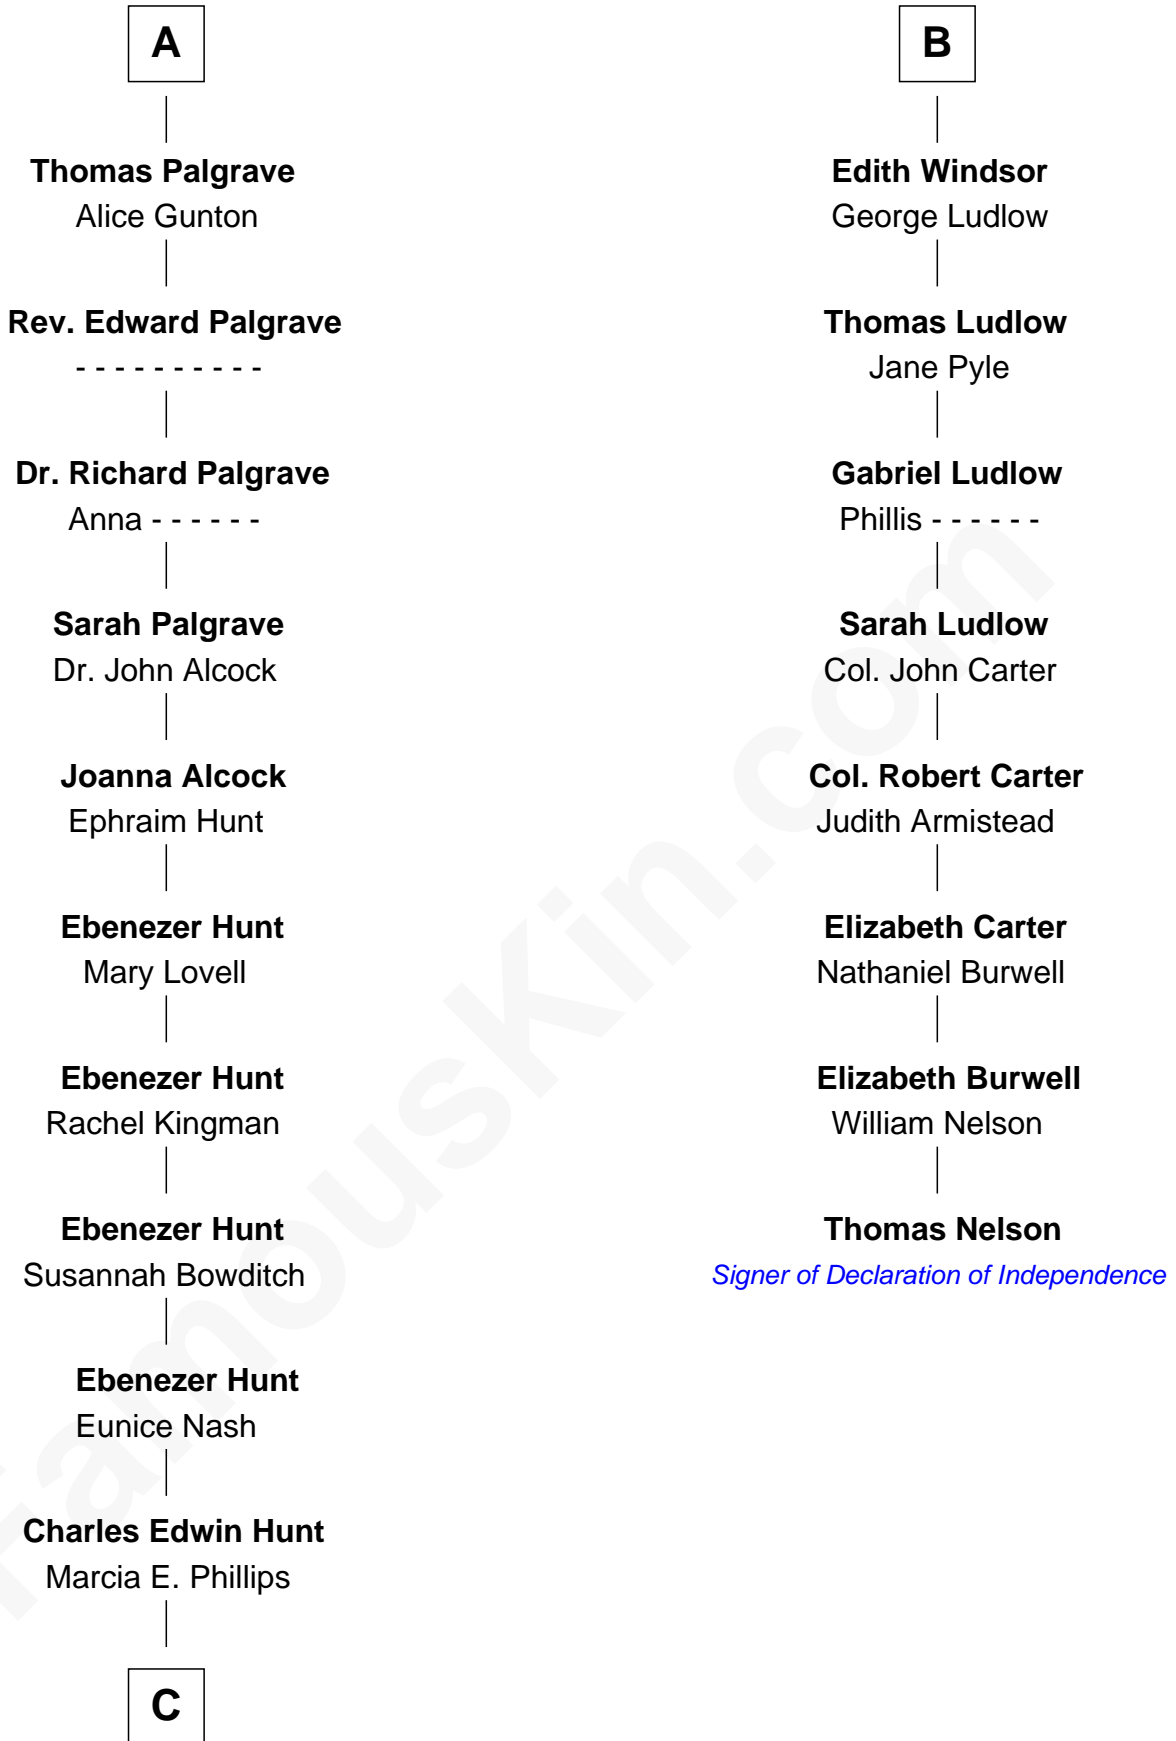 A
Thomas Palgrave
Alice Gunton
Rev. Edward Palgrave
- - - - - - - - - -
Dr. Richard Palgrave
Anna - - - - - -
Sarah Palgrave
Dr. John Alcock
Joanna Alcock
Ephraim Hunt
Ebenezer Hunt
Mary Lovell
Ebenezer Hunt
Rachel Kingman
Ebenezer Hunt
Susannah Bowditch
Ebenezer Hunt
Eunice Nash
Charles Edwin Hunt
Marcia E. Phillips
C
B
Edith Windsor
George Ludlow
Thomas Ludlow
Jane Pyle
Gabriel Ludlow
Phillis - - - - - -
Sarah Ludlow
Col. John Carter
Col. Robert Carter
Judith Armistead
Elizabeth Carter
Nathaniel Burwell
Elizabeth Burwell
William Nelson
Thomas Nelson
Signer of Declaration of Independence
FamousKin.com